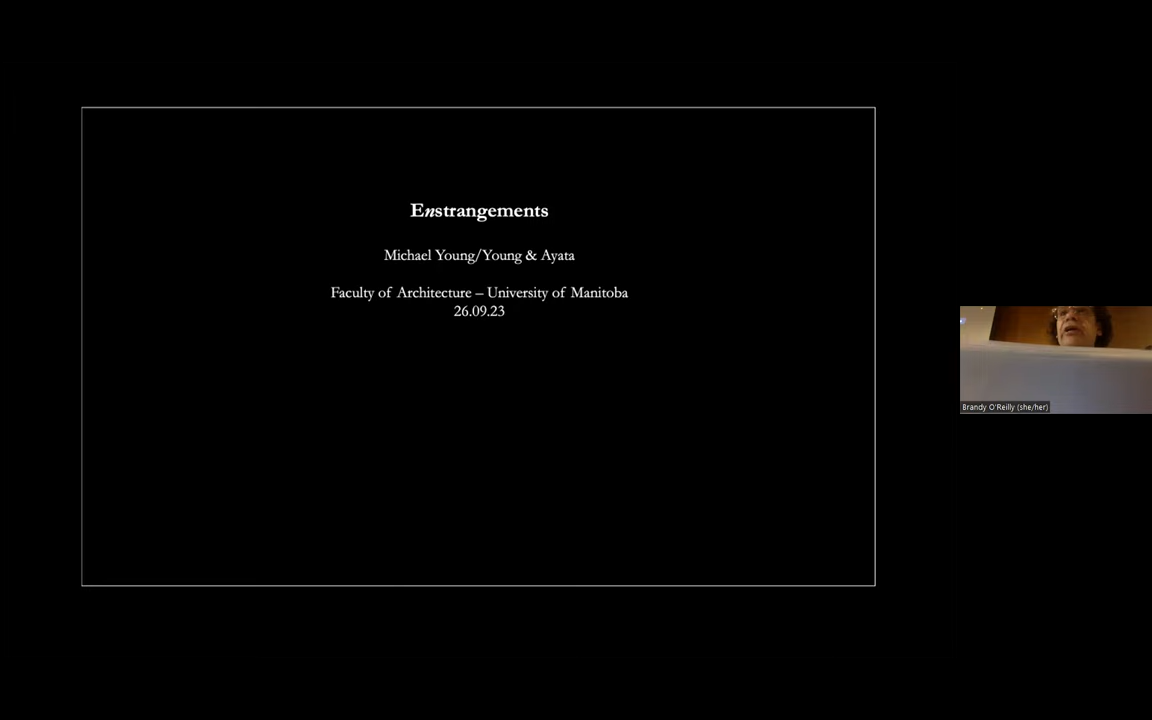 Enstrangements
Michael Young/Young & Ayata
Faculty of Architecture – University of Manitoba
26.09.23
Brandy O'Reilly (she/her)